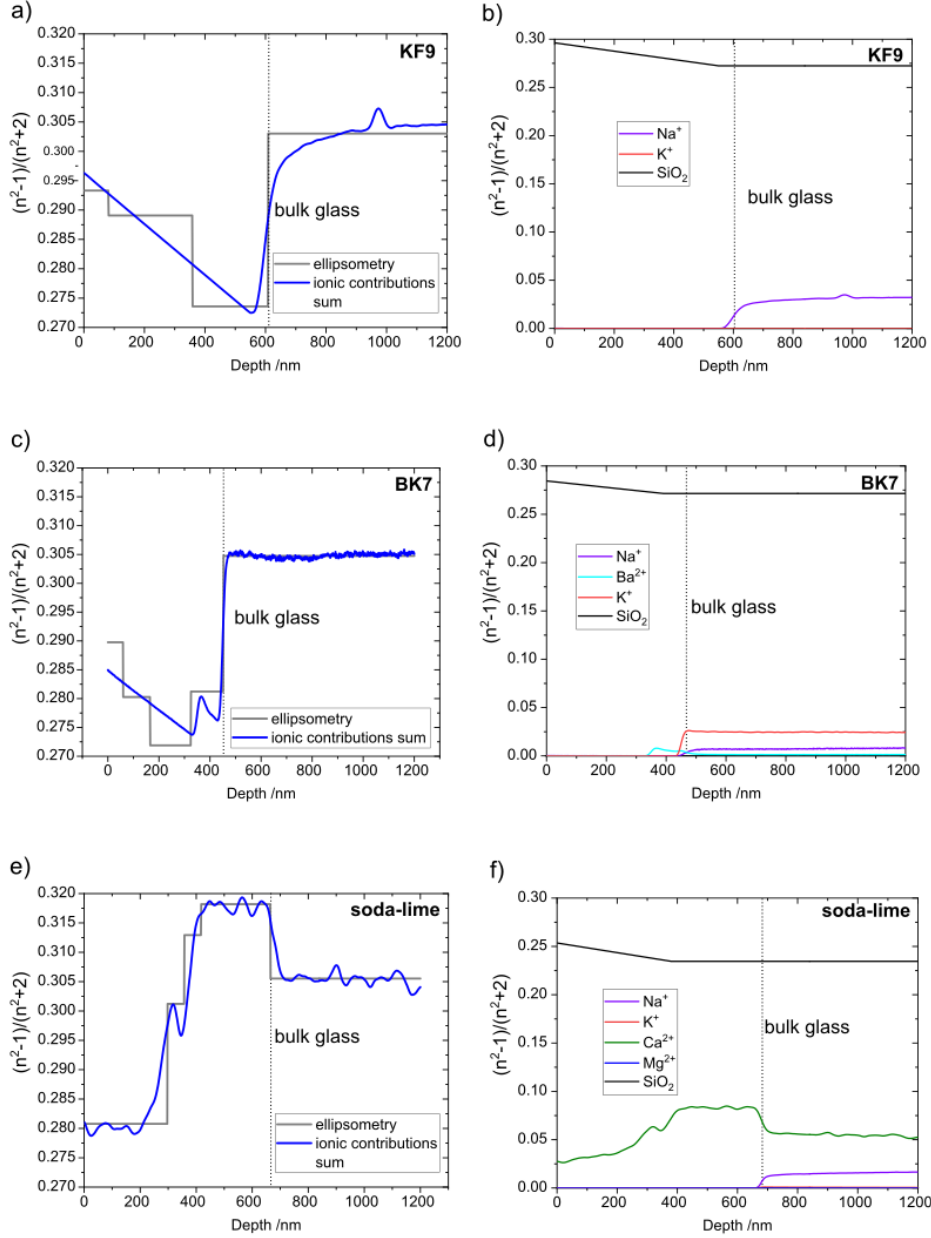 a)
0.320
0.315
0.310
0.305
0.300
0.295
0.290
0.285
0.280
0.275
0.270
(n²-1)/(n²+2)
KF9
bulk glass
ellipsometry
ionic contributions
sum
0 200 400 600 800 1000 1200
Depth /nm
b)
0.30
0.25
0.20
0.15
0.10
0.05
0.00
(n²-1)/(n²+2)
KF9
Na⁺
K⁺
SiO₂
bulk glass
0 200 400 600 800 1000 1200
Depth /nm
c)
0.320
0.315
0.310
0.305
0.300
0.295
0.290
0.285
0.280
0.275
0.270
(n²-1)/(n²+2)
BK7
bulk glass
ellipsometry
ionic contributions sum
0 200 400 600 800 1000 1200
Depth /nm
d)
0.30
0.25
0.20
0.15
0.10
0.05
0.00
(n²-1)/(n²+2)
BK7
Na⁺
Ba²⁺
K⁺
SiO₂
bulk glass
0 200 400 600 800 1000 1200
Depth /nm
e)
0.320
0.315
0.310
0.305
0.300
0.295
0.290
0.285
0.280
0.275
0.270
(n²-1)/(n²+2)
soda-lime
bulk glass
ellipsometry
ionic contributions
sum
0 200 400 600 800 1000 1200
Depth /nm
f)
0.30
0.25
0.20
0.15
0.10
0.05
0.00
(n²-1)/(n²+2)
soda-lime
Na⁺
K⁺
Ca²⁺
Mg²⁺
SiO₂
bulk glass
0 200 400 600 800 1000 1200
Depth /nm